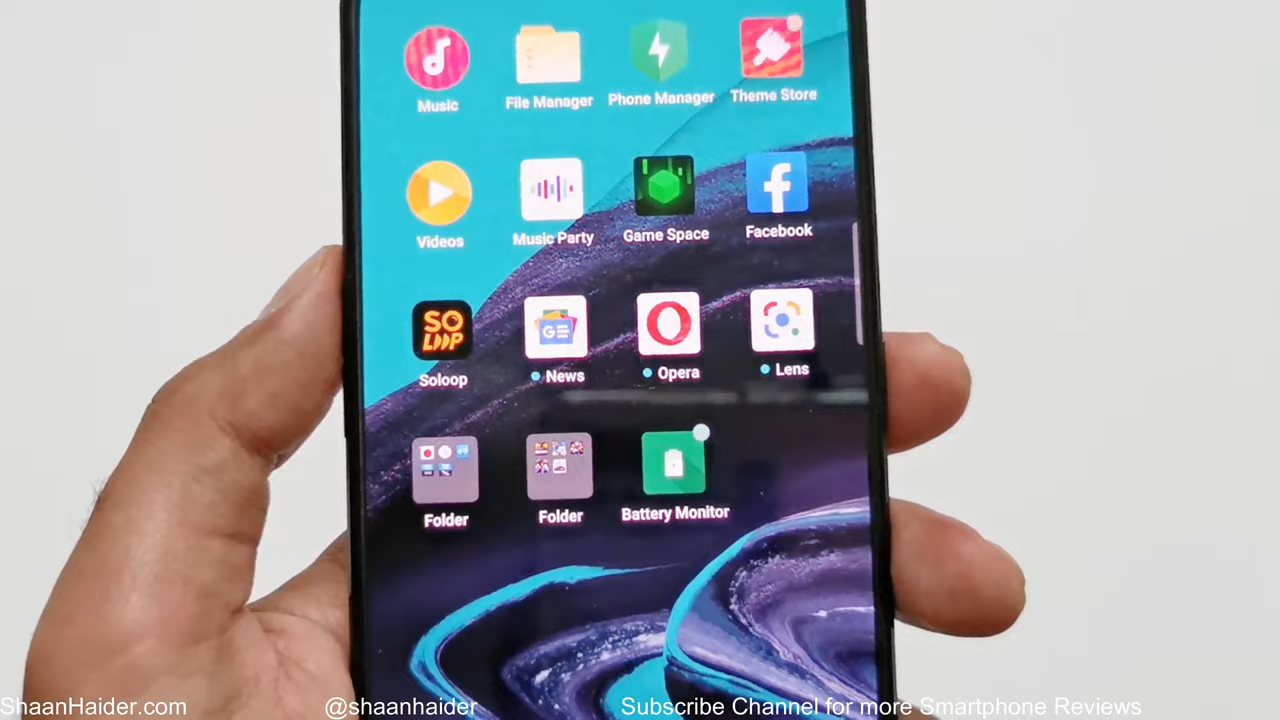 Music
File Manager
Phone Manager
Theme Store
Videos
Music Party
Game Space
Facebook
SO
LOOP
Soloop
GE
News
Opera
Lens
Folder
Folder
Battery Monitor
ShaanHaider.com
@shaanhaider
Subscribe Channel for more Smartphone Reviews